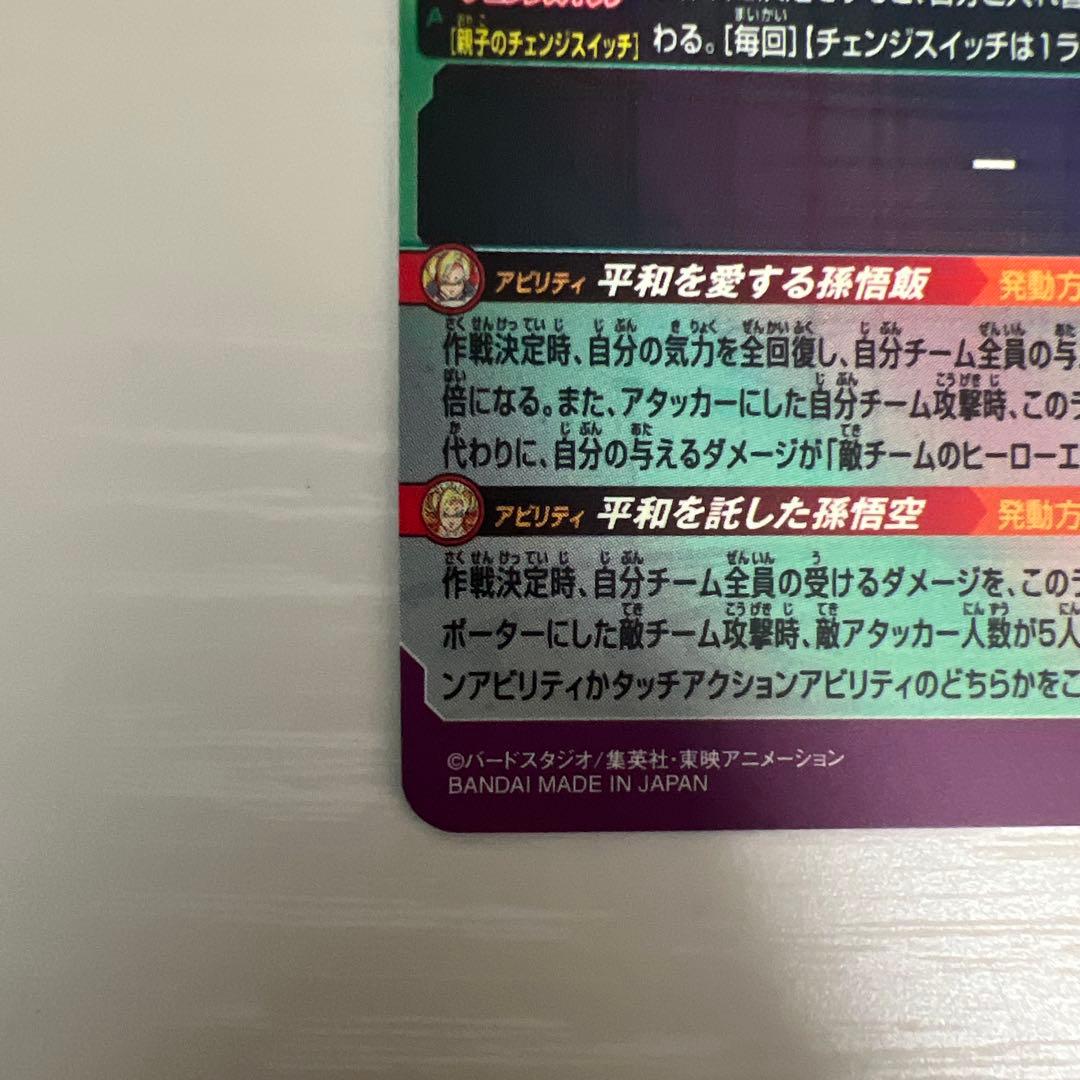 [親子のチェンジスイッチ] わる。[毎回]【チェンジスイッチは1ラ
アビリティ 平和を愛する孫悟飯 発動方
作戦決定時、自分の気力を全回復し、自分チーム全員の与
倍になる。また、アタッカーにした自分チーム攻撃時、このラ
代わりに、自分の与えるダメージが「敵チームのヒーローエ
アビリティ 平和を託した孫悟空 発動方
作戦決定時、自分チーム全員の受けるダメージを、このラ
ポーターにした敵チーム攻撃時、敵アタッカー人数が5人
ンアビリティかタッチアクションアビリティのどちらかをこ
©バードスタジオ/集英社・東映アニメーション
BANDAI MADE IN JAPAN